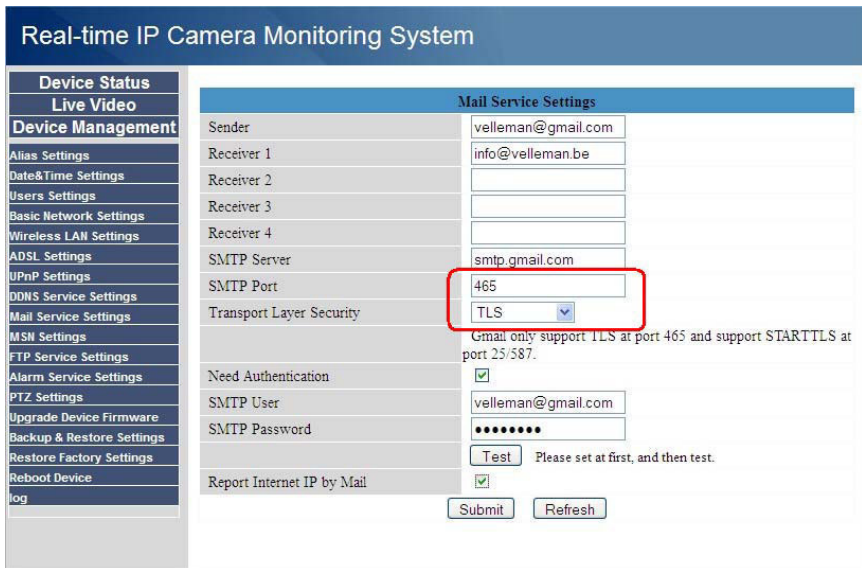 Real-time IP Camera Monitoring System
Device Status
Live Video
Device Management
Alias Settings
Date&Time Settings
Users Settings
Basic Network Settings
Wireless LAN Settings
ADSL Settings
UPnP Settings
DDNS Service Settings
Mail Service Settings
MSN Settings
FTP Service Settings
Alarm Service Settings
PTZ Settings
Upgrade Device Firmware
Backup & Restore Settings
Restore Factory Settings
Reboot Device
log
Mail Service Settings
Sender velleman@gmail.com
Receiver 1 info@velleman.be
Receiver 2
Receiver 3
Receiver 4
SMTP Server smtp.gmail.com
SMTP Port 465
Transport Layer Security TLS
Gmail only support TLS at port 465 and support STARTTLS at
port 25/587.
Need Authentication
SMTP User velleman@gmail.com
SMTP Password ••••••••
Test Please set at first, and then test.
Report Internet IP by Mail
Submit Refresh